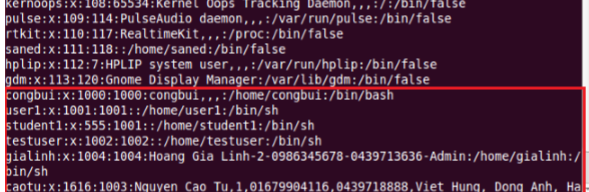 kernoops:x:108:65534:Kernel Oops Tracking Daemon,,,:/:/bin/false
pulse:x:109:114:PulseAudio daemon,,,:/var/run/pulse:/bin/false
rtkit:x:110:117:RealtimeKit,,,:/proc:/bin/false
saned:x:111:118::/home/saned:/bin/false
hplip:x:112:7:HPLIP system user,,,:/var/run/hplip:/bin/false
gdm:x:113:120:Gnome Display Manager:/var/lib/gdm:/bin/false
congbui:x:1000:1000:congbui,,,:/home/congbui:/bin/bash
user1:x:1001:1001::/home/user1:/bin/sh
student1:x:555:1001::/home/student1:/bin/sh
testuser:x:1002:1002::/home/testuser:/bin/sh
gialinh:x:1004:1004:Hoang Gia Linh-2-0986345678-0439713636-Admin:/home/gialinh:/
bin/sh
caotu:x:1616:1003:Nguyen Cao Tu,1,01679904116,0439718888,Viet Hung, Dong Anh, Ha